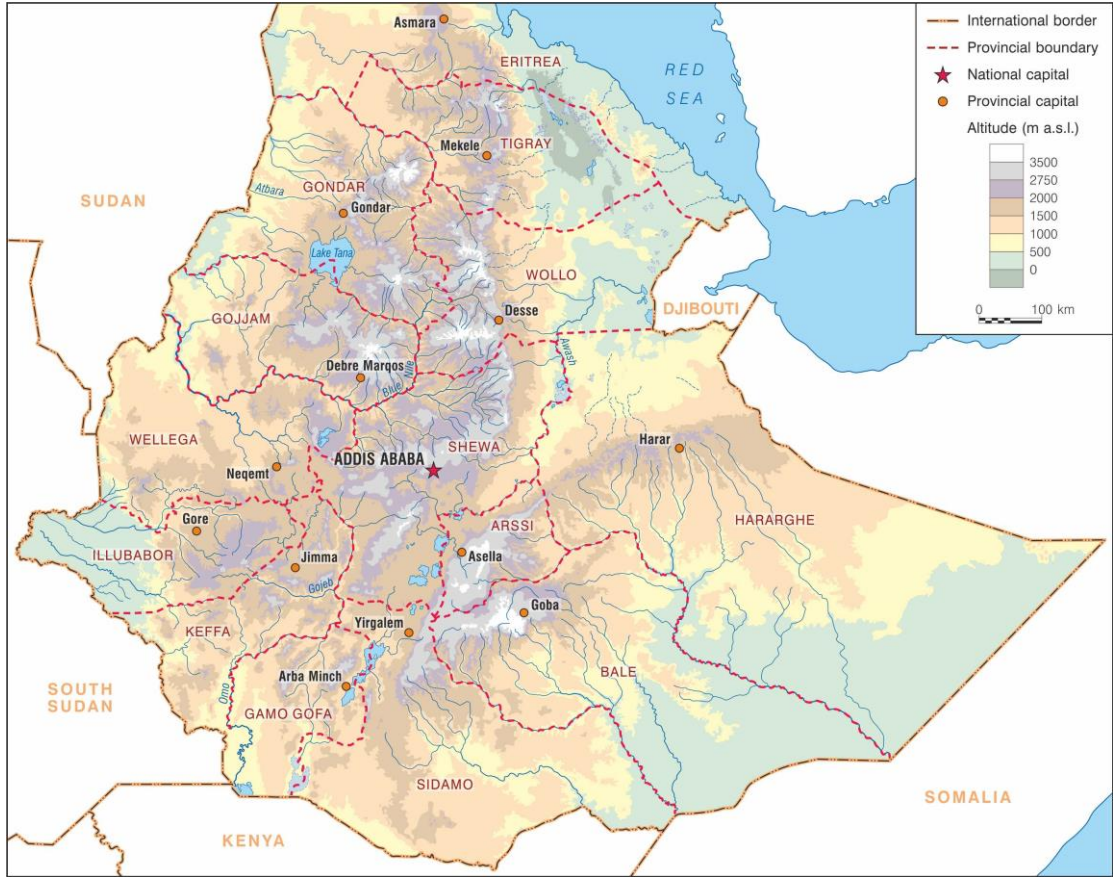 Asmara
ERITREA
RED
SEA
Mekele
TIGRAY
GONDAR
Atbara
SUDAN
Gondar
Lake Tana
WOLLO
Desse
DJIBOUTI
GOJJAM
Awash
Debre Marqos
Blue Nile
WELLEGA
SHEWA
Harar
ADDIS ABABA
Neqemt
Gore
ARSSI
HARARGHE
ILLUBABOR
Jimma
Asella
Gojeb
Goba
KEFFA
Yirgalem
BALE
SOUTH
SUDAN
Arba Minch
Omo
GAMO GOFA
SIDAMO
SOMALIA
KENYA
International border
Provincial boundary
National capital
Provincial capital
Altitude (m a.s.l.)
3500
2750
2000
1500
1000
500
0
0 100 km